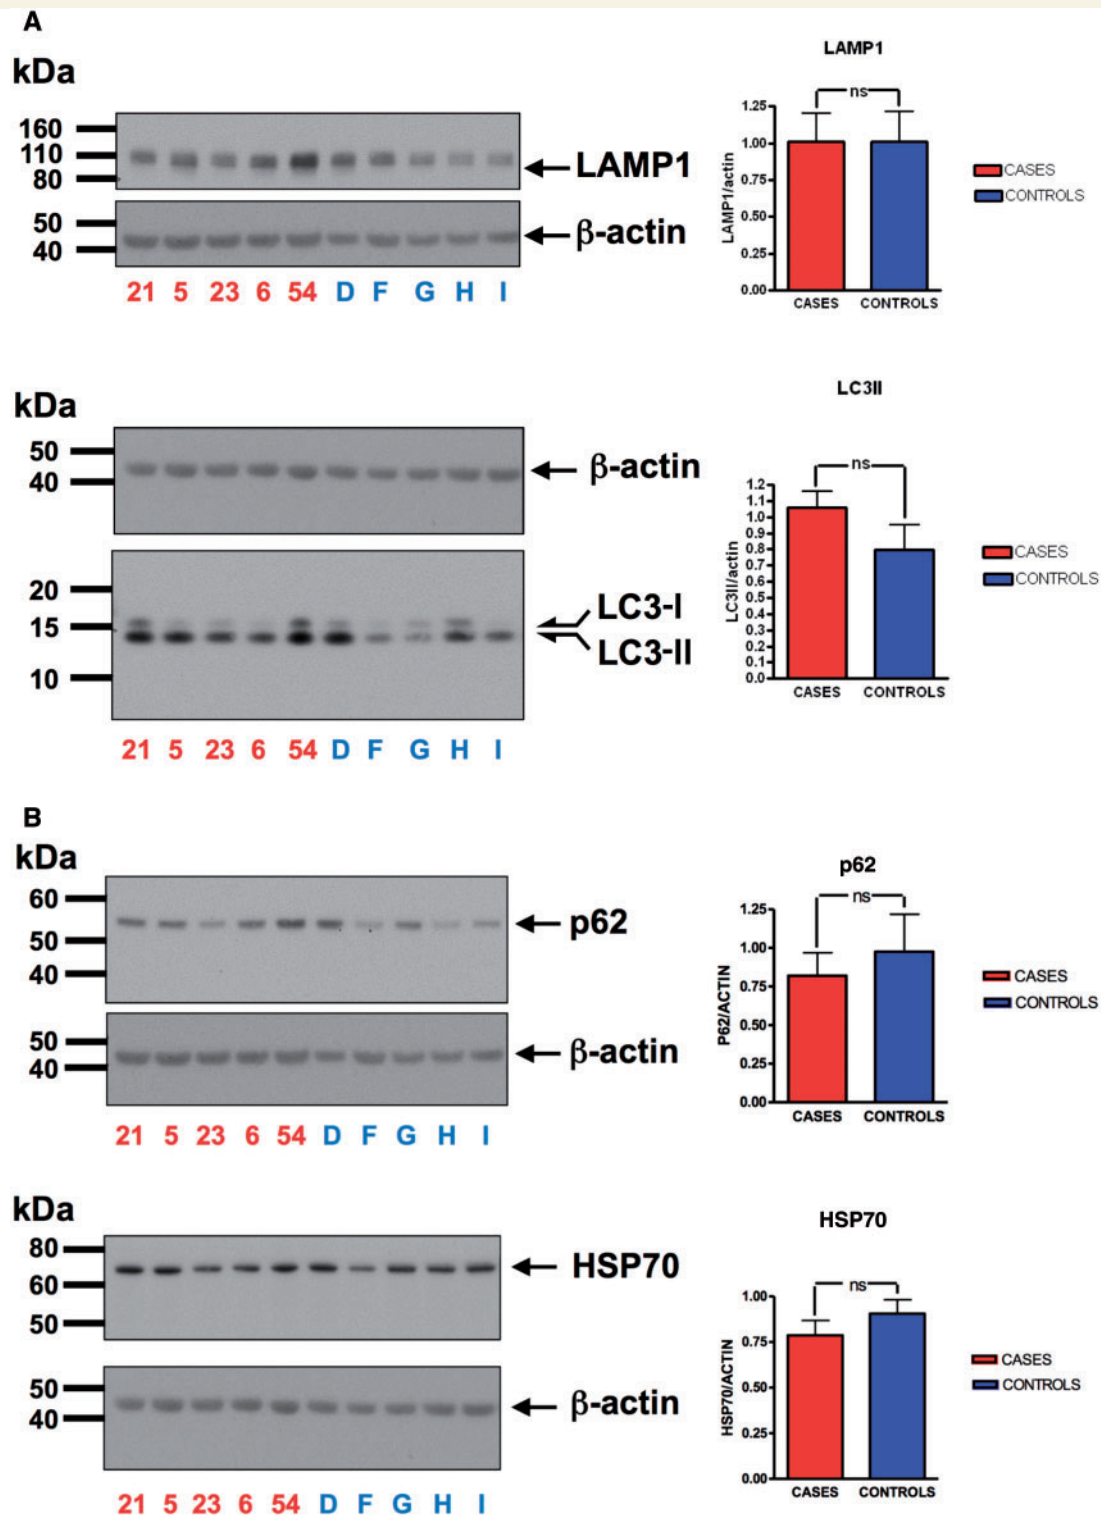 A
kDa
160
110
80
LAMP1
50
40
β-actin
21 5 23 6 54 D F G H I
LAMP1
ns
1.25
1.00
0.75
0.50
0.25
0.00
LAMP1/actin
CASES CONTROLS
CASES
CONTROLS
kDa
50
40
β-actin
20
15
10
LC3-I
LC3-II
21 5 23 6 54 D F G H I
LC3II
ns
1.2
1.1
1.0
0.9
0.8
0.7
0.6
0.5
0.4
0.3
0.2
0.1
0.0
LC3II/actin
CASES CONTROLS
CASES
CONTROLS
B
kDa
60
50
40
p62
50
40
β-actin
21 5 23 6 54 D F G H I
p62
ns
1.25
1.00
0.75
0.50
0.25
0.00
P62/ACTIN
CASES CONTROLS
CASES
CONTROLS
kDa
80
60
50
HSP70
50
40
β-actin
21 5 23 6 54 D F G H I
HSP70
ns
1.00
0.75
0.50
0.25
0.00
HSP70/ACTIN
CASES CONTROLS
CASES
CONTROLS